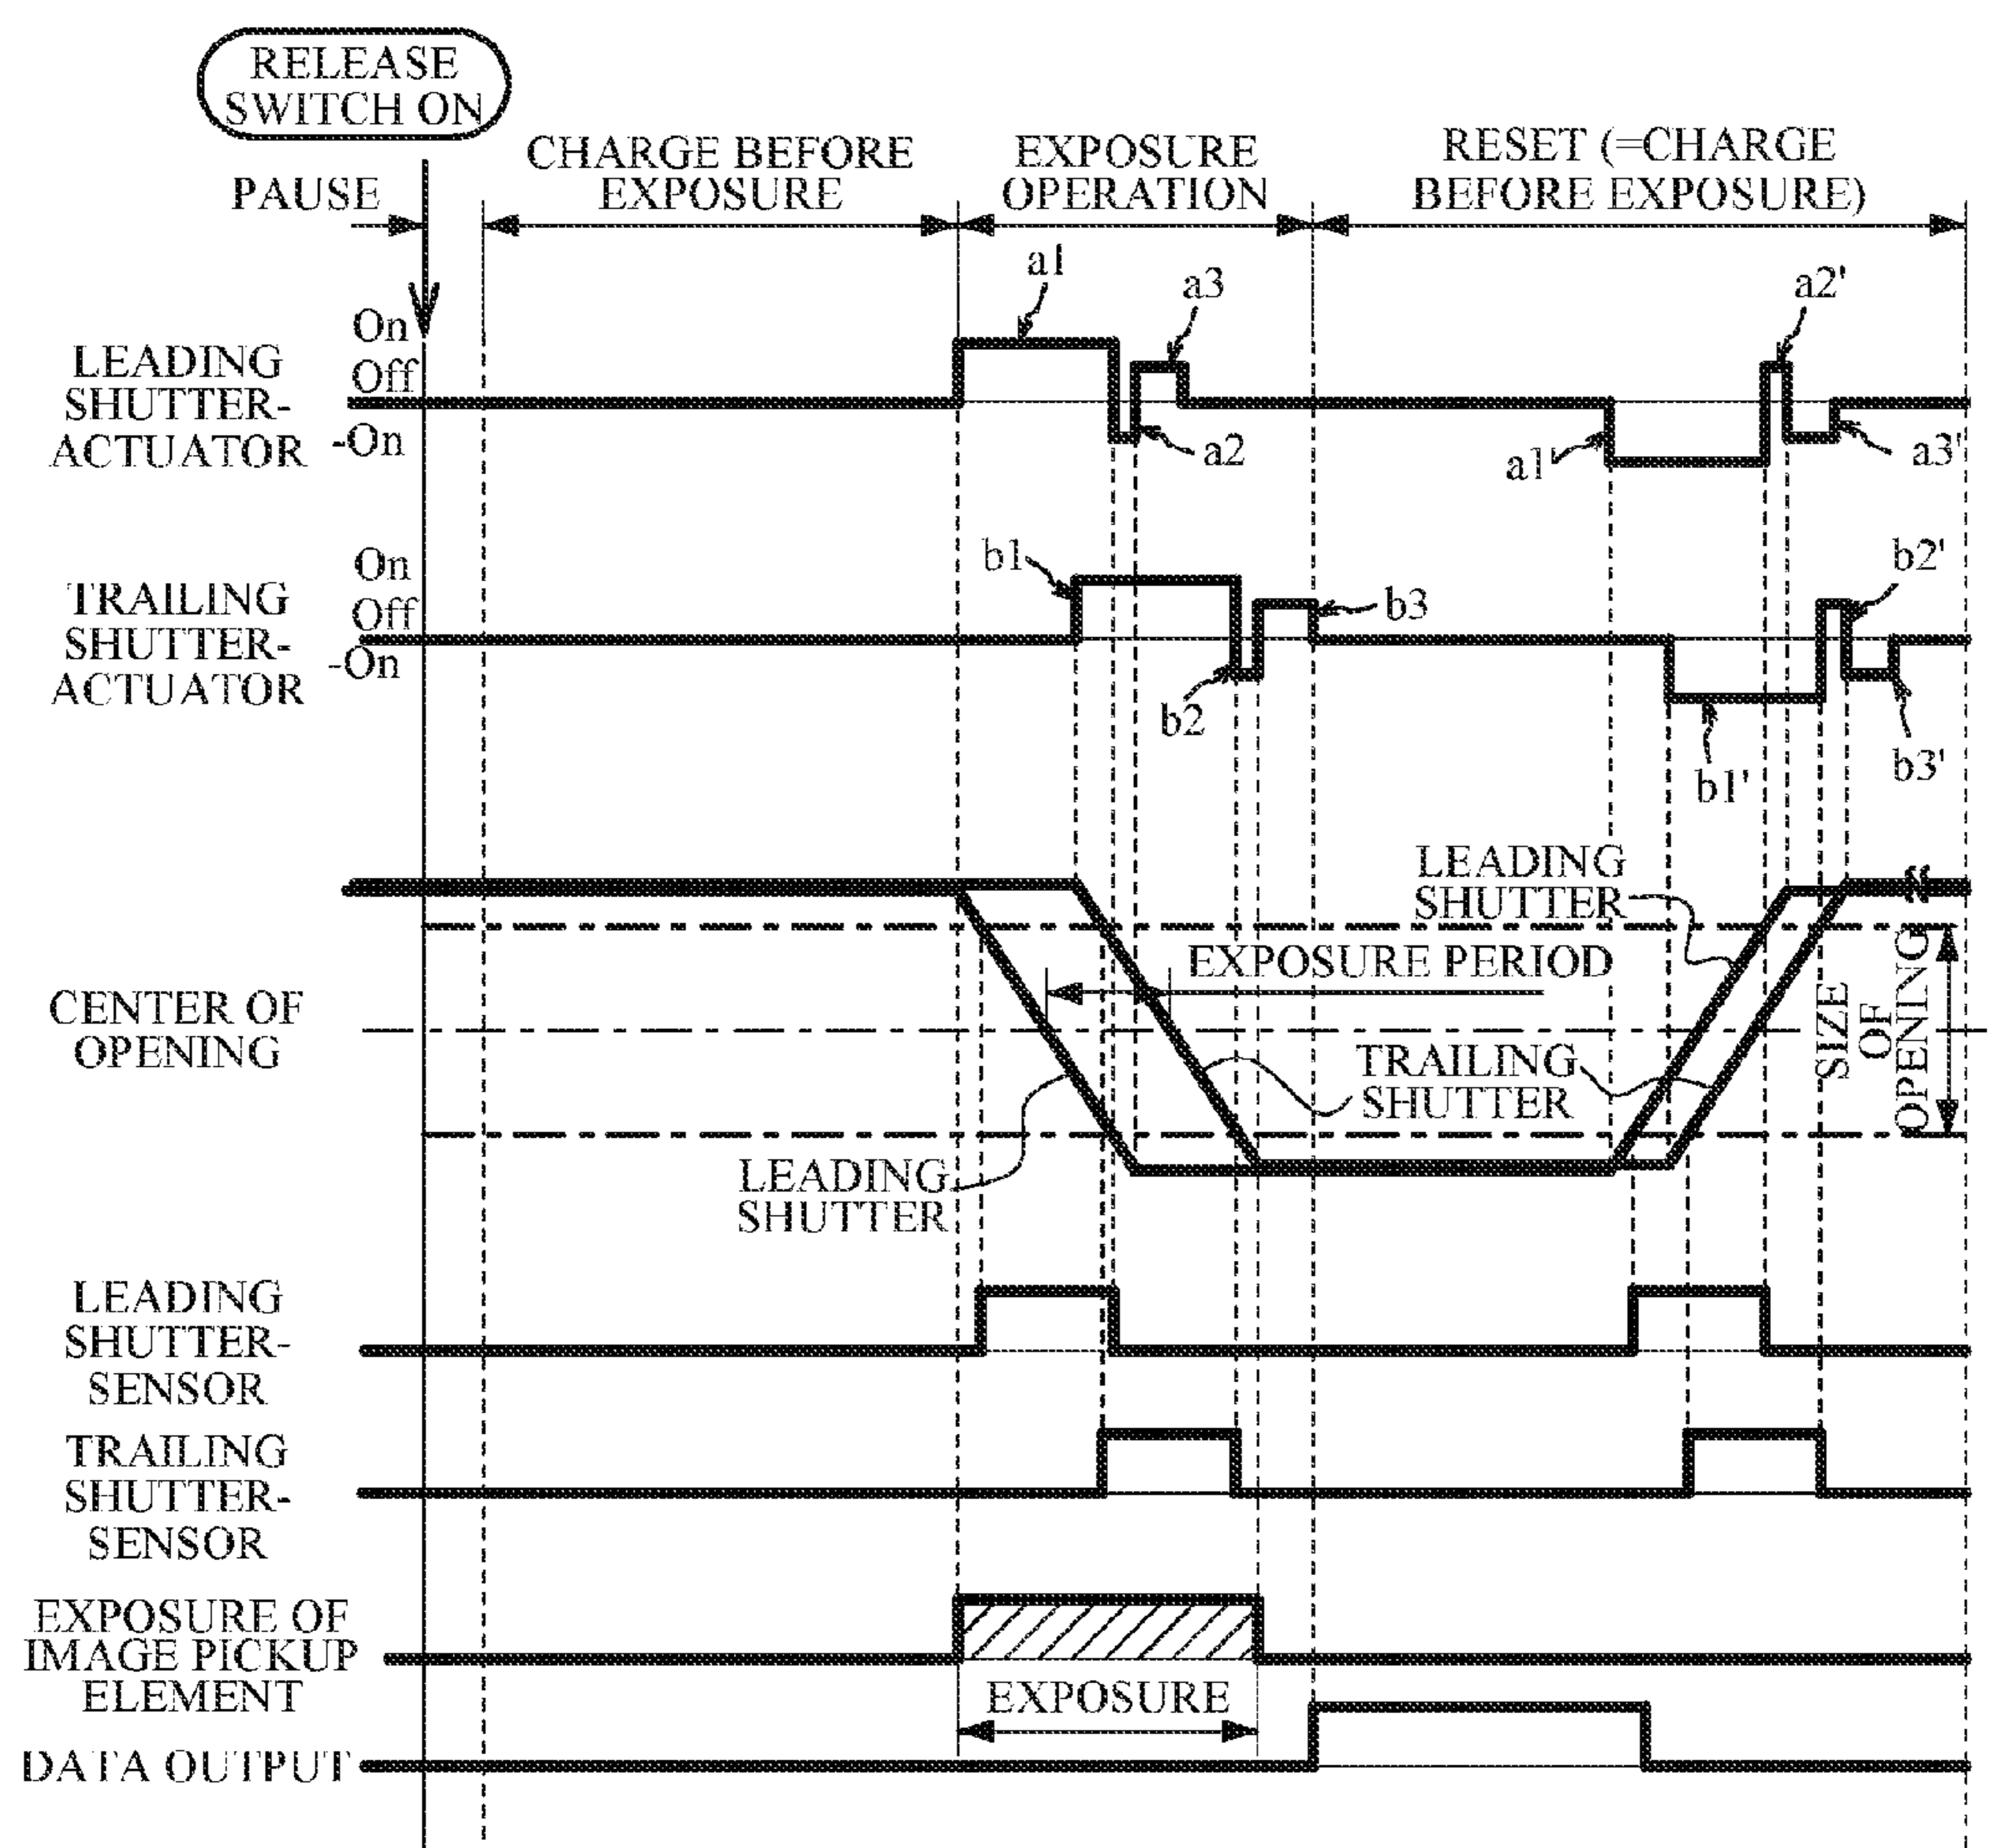 RELEASE
SWITCH ON
PAUSE
CHARGE BEFORE
EXPOSURE
EXPOSURE
OPERATION
RESET (=CHARGE
BEFORE EXPOSURE)
LEADING
SHUTTER-
ACTUATOR
On
Off
-On
a1
a2
a3
a1'
a2'
a3'
TRAILING
SHUTTER-
ACTUATOR
On
Off
-On
b1
b2
b3
b1'
b2'
b3'
CENTER OF
OPENING
LEADING
SHUTTER
EXPOSURE PERIOD
TRAILING
SHUTTER
LEADING
SHUTTER
SIZE
OF
OPENING
LEADING
SHUTTER-
SENSOR
TRAILING
SHUTTER-
SENSOR
EXPOSURE OF
IMAGE PICKUP
ELEMENT
EXPOSURE
DATA OUTPUT